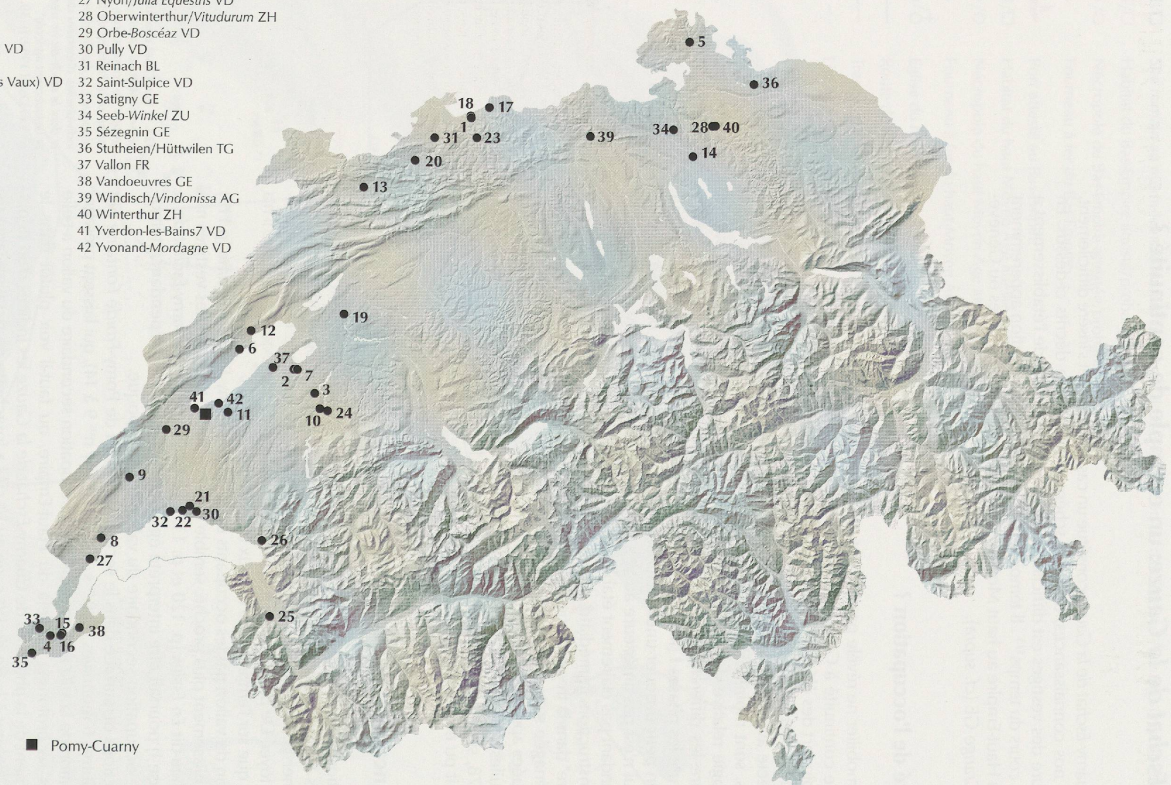 27 Nyon/Julia Equestris VD
28 Oberwinterthur/Vitudurum ZH
29 Orbe-Boscéaz VD
VD
30 Pully VD
31 Reinach BL
s Vaux) VD
32 Saint-Sulpice VD
33 Satigny GE
34 Seeb-Winkel ZU
35 Sézegnin GE
36 Stutheien/Hüttwilen TG
37 Vallon FR
38 Vandoeuvres GE
39 Windisch/Vindonissa AG
40 Winterthur ZH
41 Yverdon-les-Bains7 VD
42 Yvonand-Mordagne VD
5
36
18
17
1
31
23
39
34
28
40
20
14
13
19
12
6
37
2
7
3
41
42
11
10
24
29
9
21
32
22
30
8
26
27
33
15
25
38
4
16
35
Pomy-Cuarny